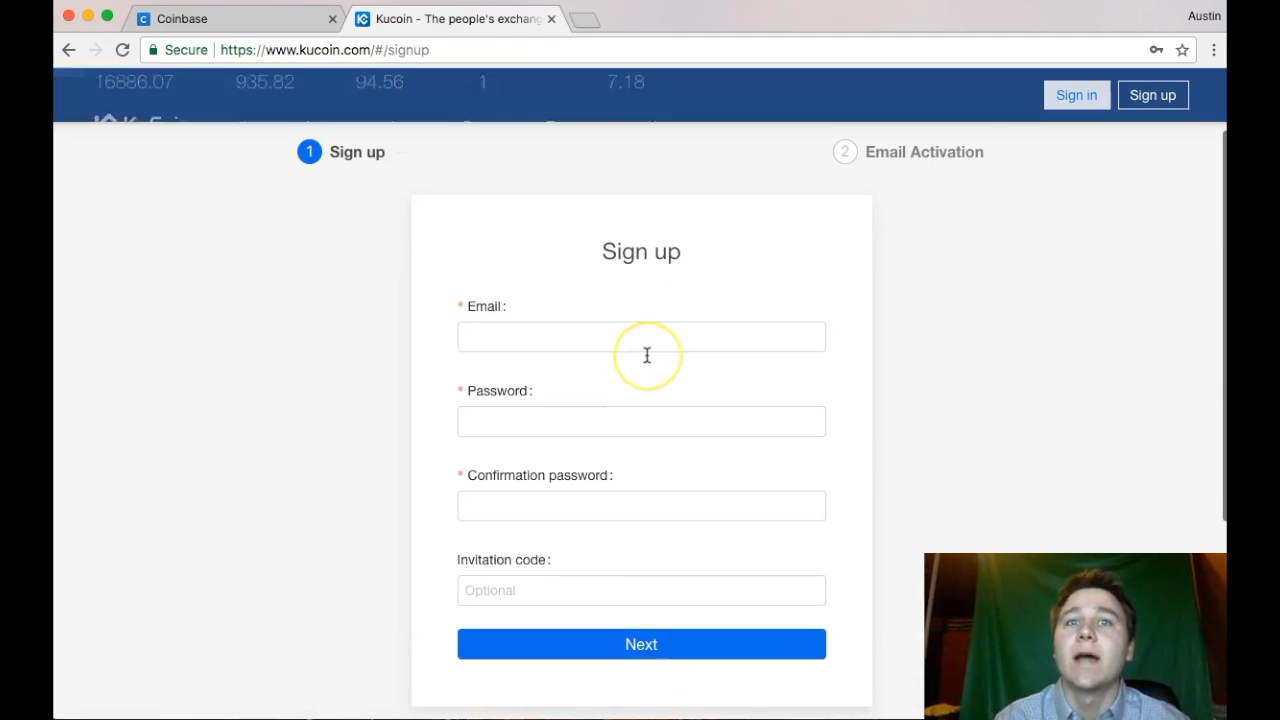 Coinbase
Kucoin - The people's exchang
Austin
Secure
https://www.kucoin.com/#/signup
16886.07 935.82 94.56 1 7.18
Sign in
Sign up
1 Sign up
2 Email Activation
Sign up
* Email:
* Password:
* Confirmation password:
Invitation code:
Optional
Next